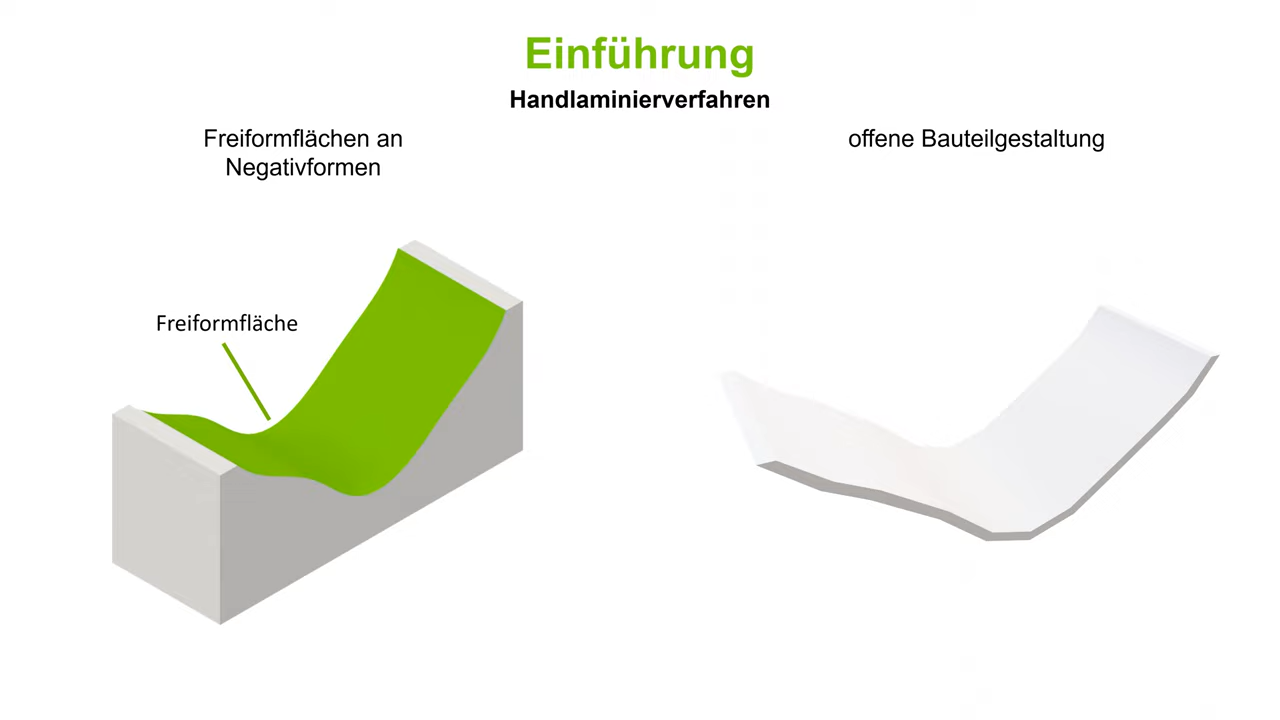 Einführung
Handlaminierverfahren
Freiformflächen an
Negativformen
offene Bauteilgestaltung
Freiformfläche